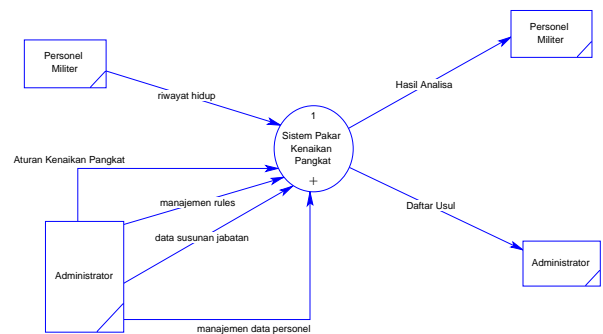 Personel
Militer
Personel
Militer
riwayat hidup
Hasil Analisa
1
Sistem Pakar
Kenaikan
Pangkat
+
Aturan Kenaikan Pangkat
manajemen rules
data susunan jabatan
Daftar Usul
Administrator
Administrator
manajemen data personel